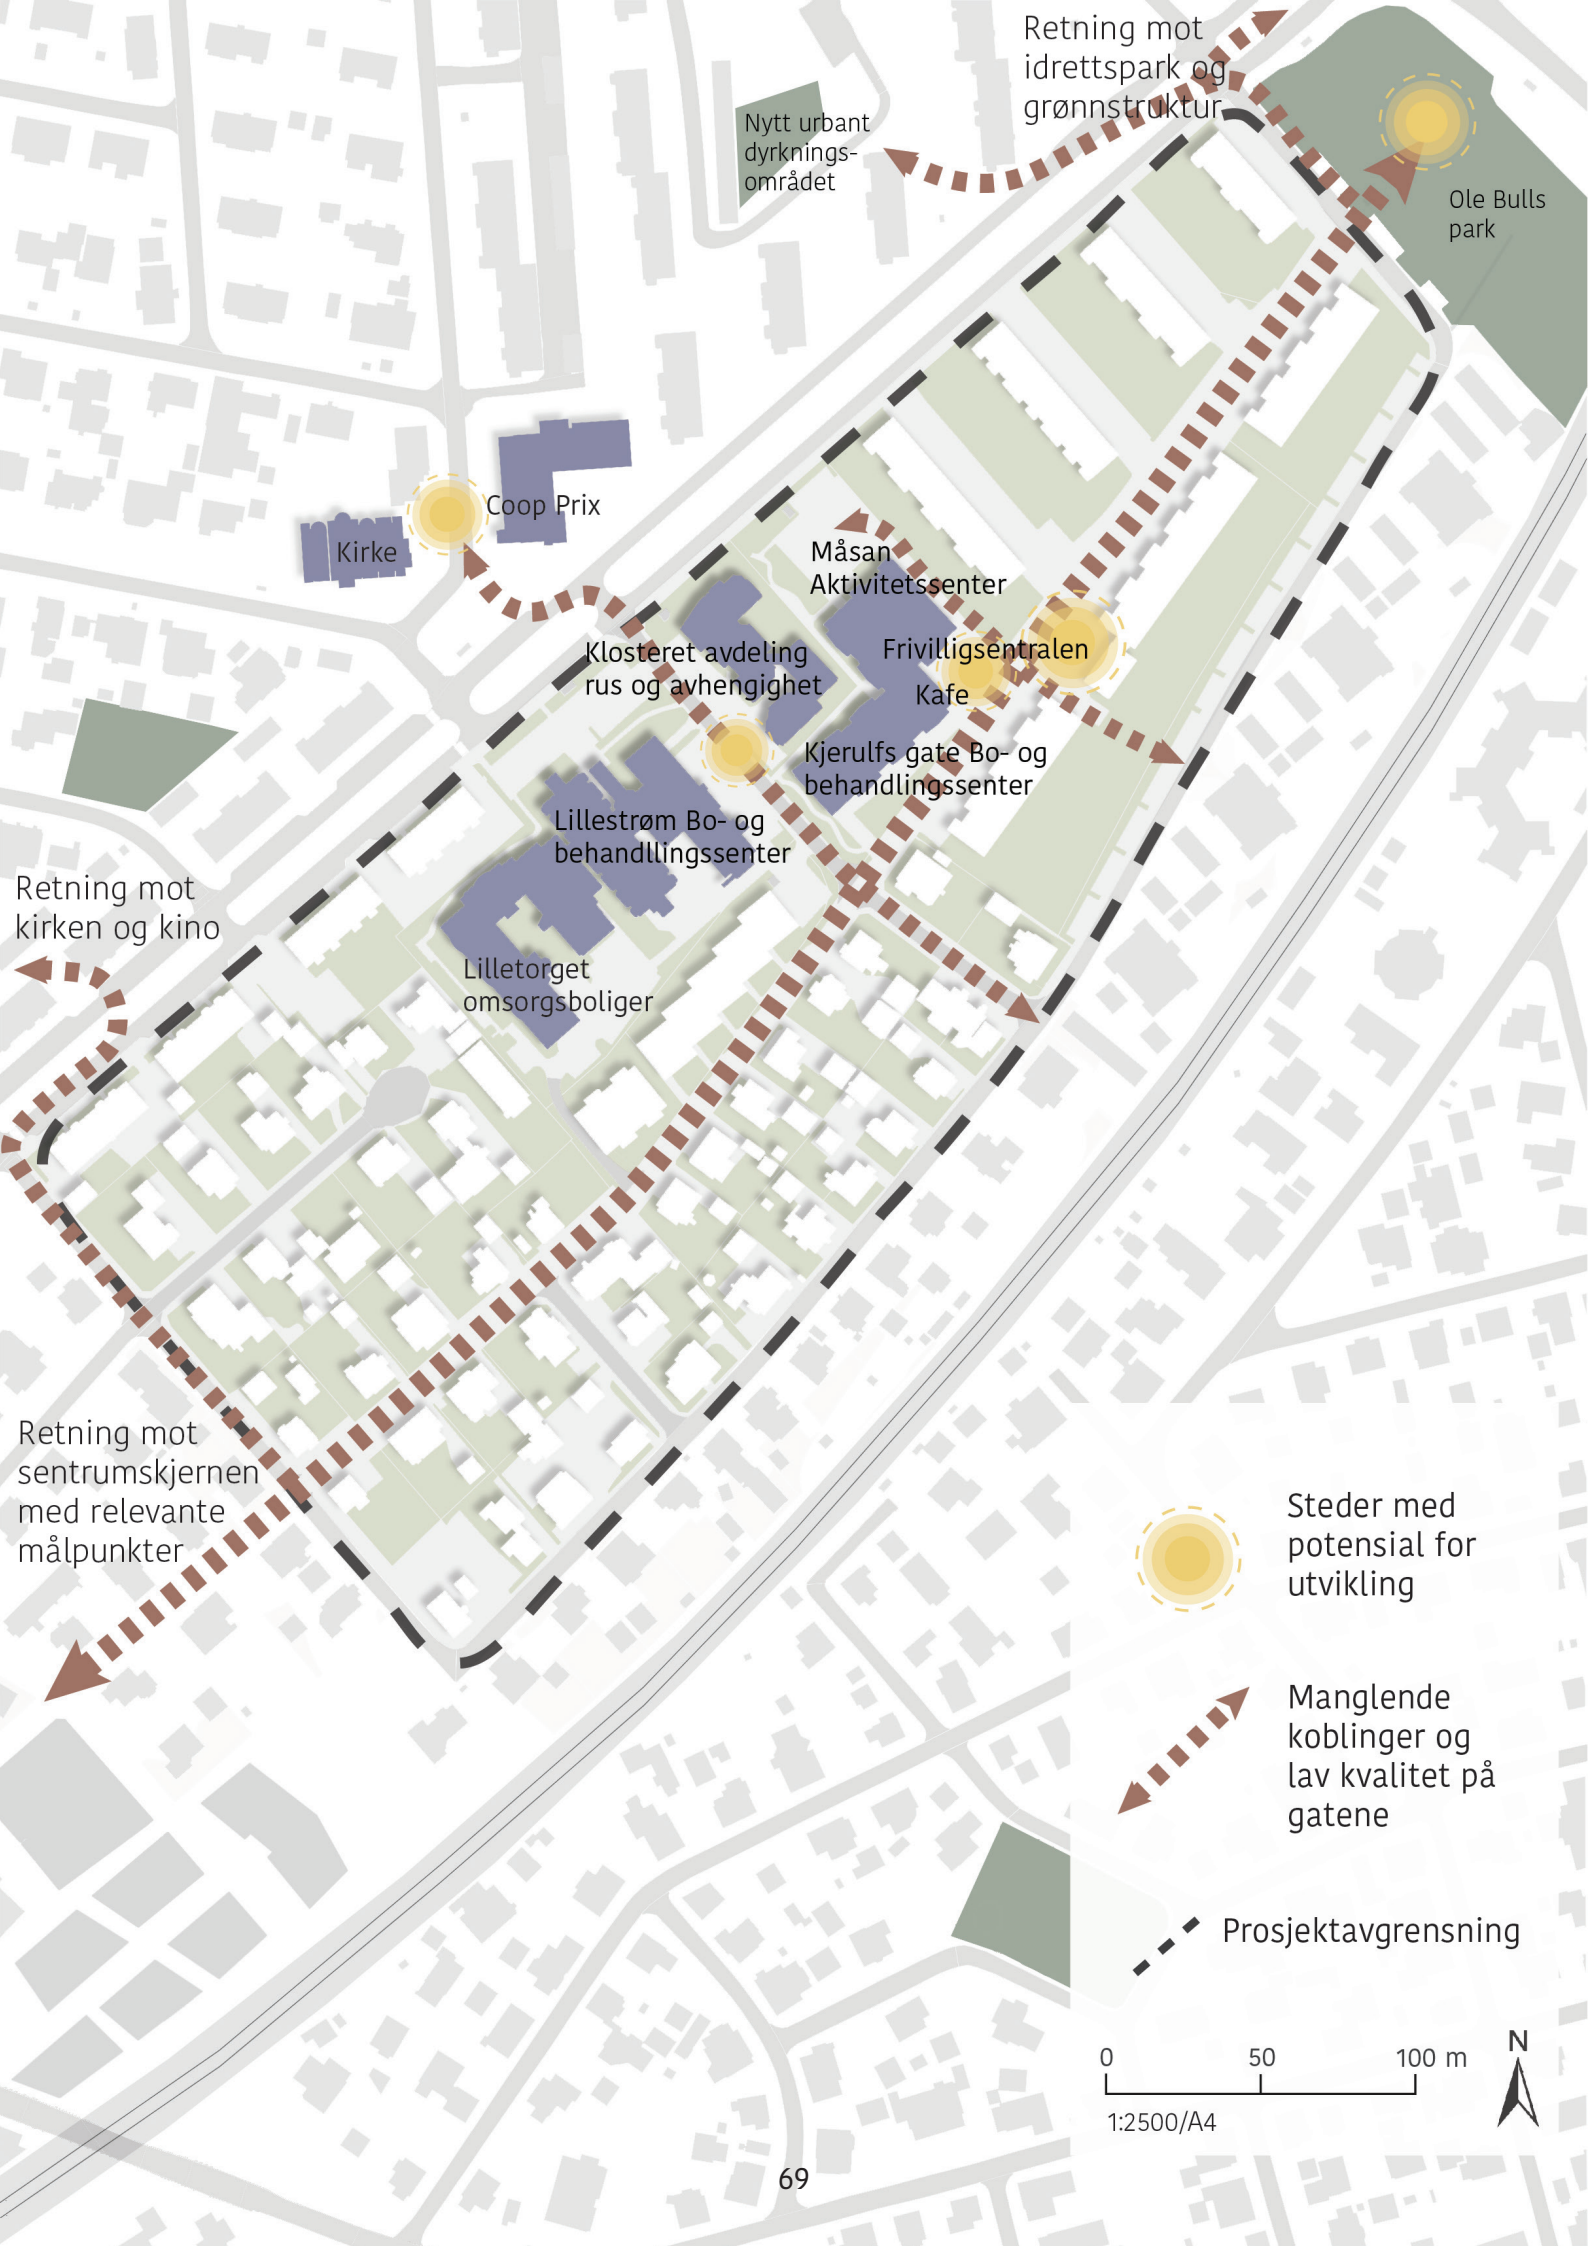 Retning mot
idrettspark og
grønnstruktur
Nytt urbant
dyrknings-
området
Ole Bulls
park
Coop Prix
Kirke
Måsan
Aktivitetssenter
Klosteret avdeling
rus og avhengighet
Frivilligsentralen
Kafe
Kjerulfs gate Bo- og
behandlingssenter
Lillestrøm Bo- og
behandllingssenter
Retning mot
kirken og kino
Lilletorget
omsorgsboliger
Retning mot
sentrumskjernen
med relevante
målpunkter
Steder med
potensial for
utvikling
Manglende
koblinger og
lav kvalitet på
gatene
Prosjektavgrensning
N
0 50 100 m
1:2500/A4
69